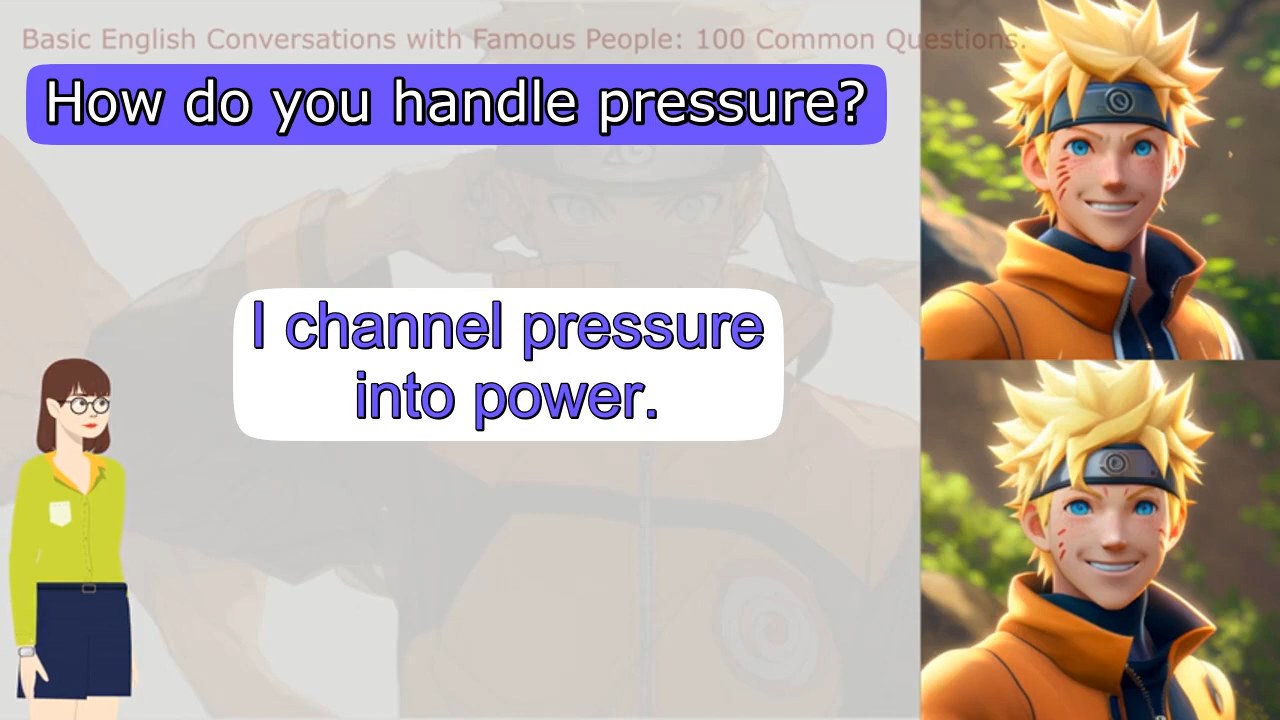 Basic English Conversations with Famous People: 100 Common Questions.
How do you handle pressure?
I channel pressure
into power.